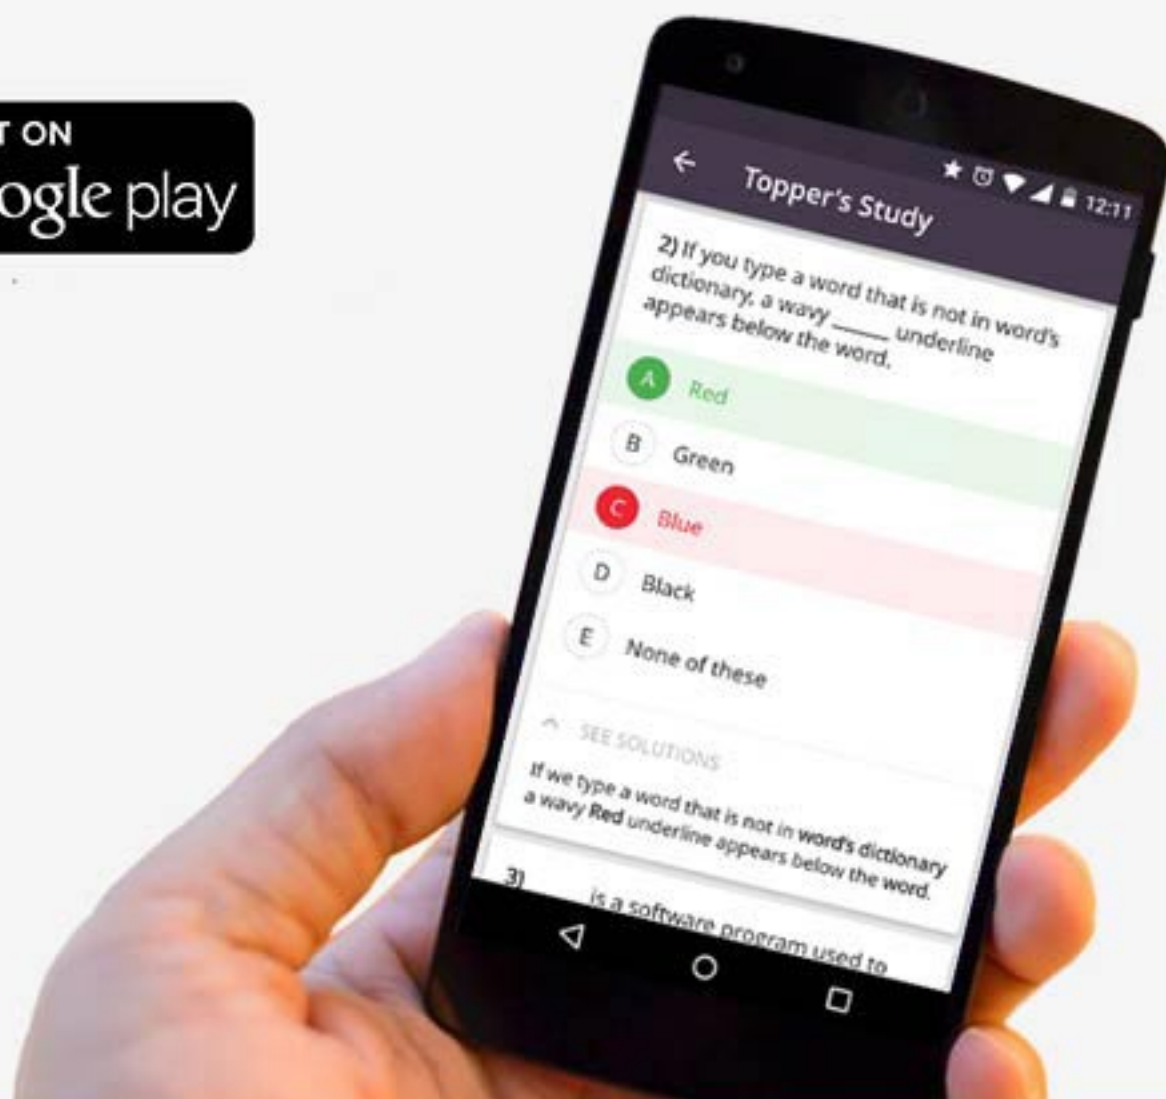 T ON
ogle play
12:11
Topper's Study
2) If you type a word that is not in word's
dictionary, a wavy _____ underline
appears below the word.
A Red
B Green
C Blue
D Black
E None of these
SEE SOLUTIONS
If we type a word that is not in word's dictionary
a wavy Red underline appears below the word.
3) _____ is a software program used to